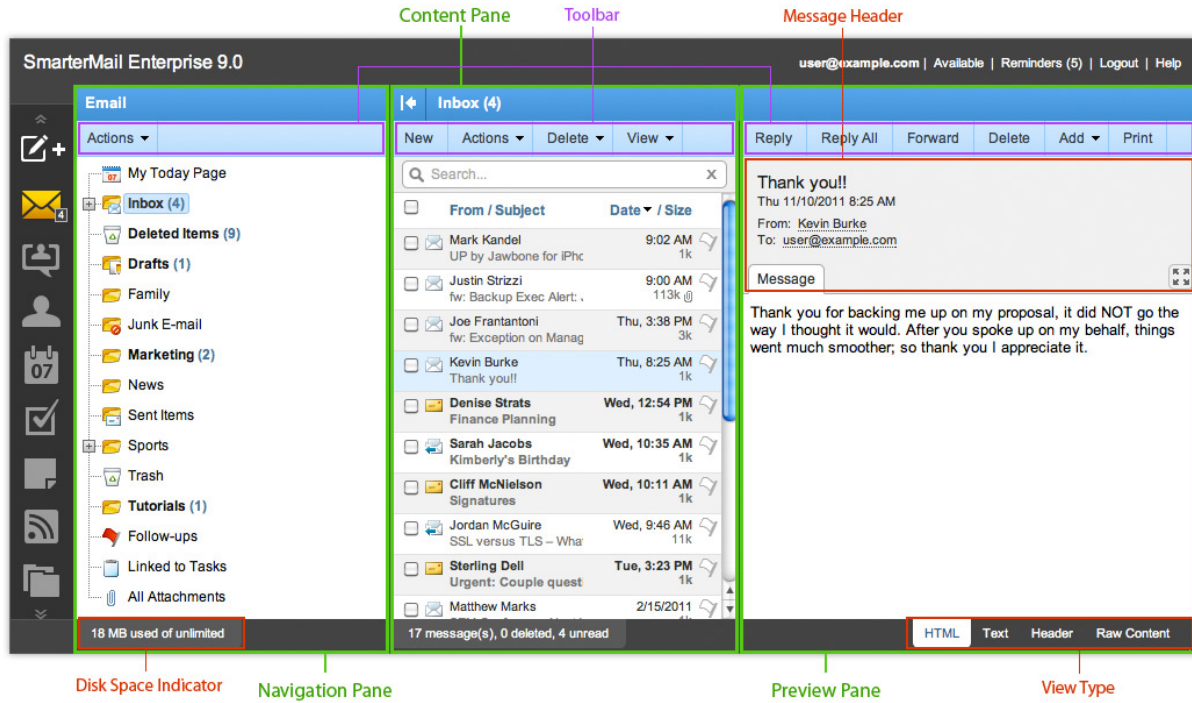 Content Pane
Toolbar
Message Header
SmarterMail Enterprise 9.0
user@example.com | Available | Reminders (5) | Logout | Help
Email
Actions
My Today Page
Inbox (4)
Deleted Items (9)
Drafts (1)
Family
Junk E-mail
Marketing (2)
News
Sent Items
Sports
Trash
Tutorials (1)
Follow-ups
Linked to Tasks
All Attachments
18 MB used of unlimited
4
07
07
Inbox (4)
New Actions Delete View
Search... X
From / Subject Date / Size
Mark Kandel 9:02 AM
UP by Jawbone for iPhc 1k
Justin Strizzi 9:00 AM
fw: Backup Exec Alert: 113k
Joe Frantantoni Thu, 3:38 PM
fw: Exception on Manag 3k
Kevin Burke Thu, 8:25 AM
Thank you!! 1k
Denise Strats Wed, 12:54 PM
Finance Planning 1k
Sarah Jacobs Wed, 10:35 AM
Kimberly's Birthday 1k
Cliff McNielson Wed, 10:11 AM
Signatures 1k
Jordan McGuire Wed, 9:46 AM
SSL versus TLS – Wha 11k
Sterling Dell Tue, 3:23 PM
Urgent: Couple questi 1k
Matthew Marks 2/15/2011
17 message(s), 0 deleted, 4 unread
Reply Reply All Forward Delete Add Print
Thank you!!
Thu 11/10/2011 8:25 AM
From: Kevin Burke
To: user@example.com
Message
Thank you for backing me up on my proposal, it did NOT go the
way I thought it would. After you spoke up on my behalf, things
went much smoother; so thank you I appreciate it.
HTML Text Header Raw Content
Disk Space Indicator
Navigation Pane
Preview Pane
View Type